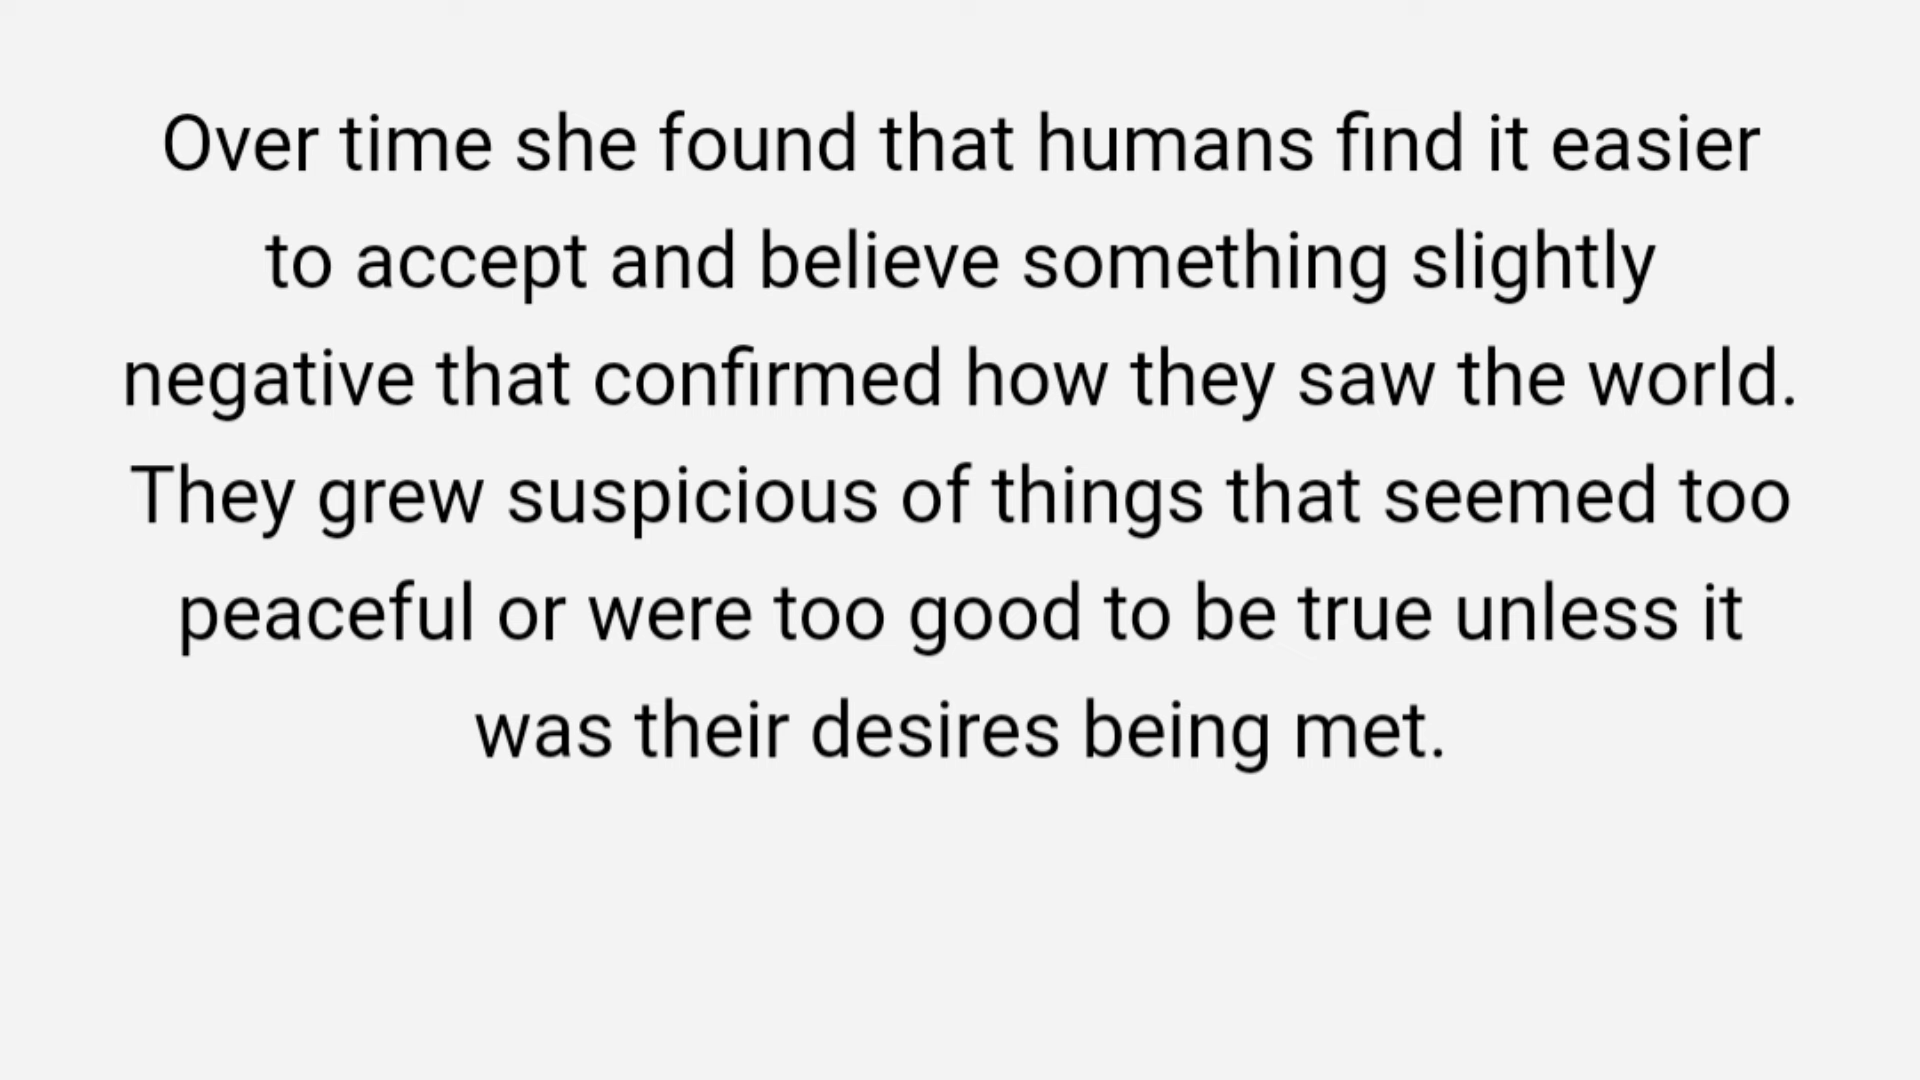 Over time she found that humans find it easier
to accept and believe something slightly
negative that confirmed how they saw the world.
They grew suspicious of things that seemed too
peaceful or were too good to be true unless it
was their desires being met.